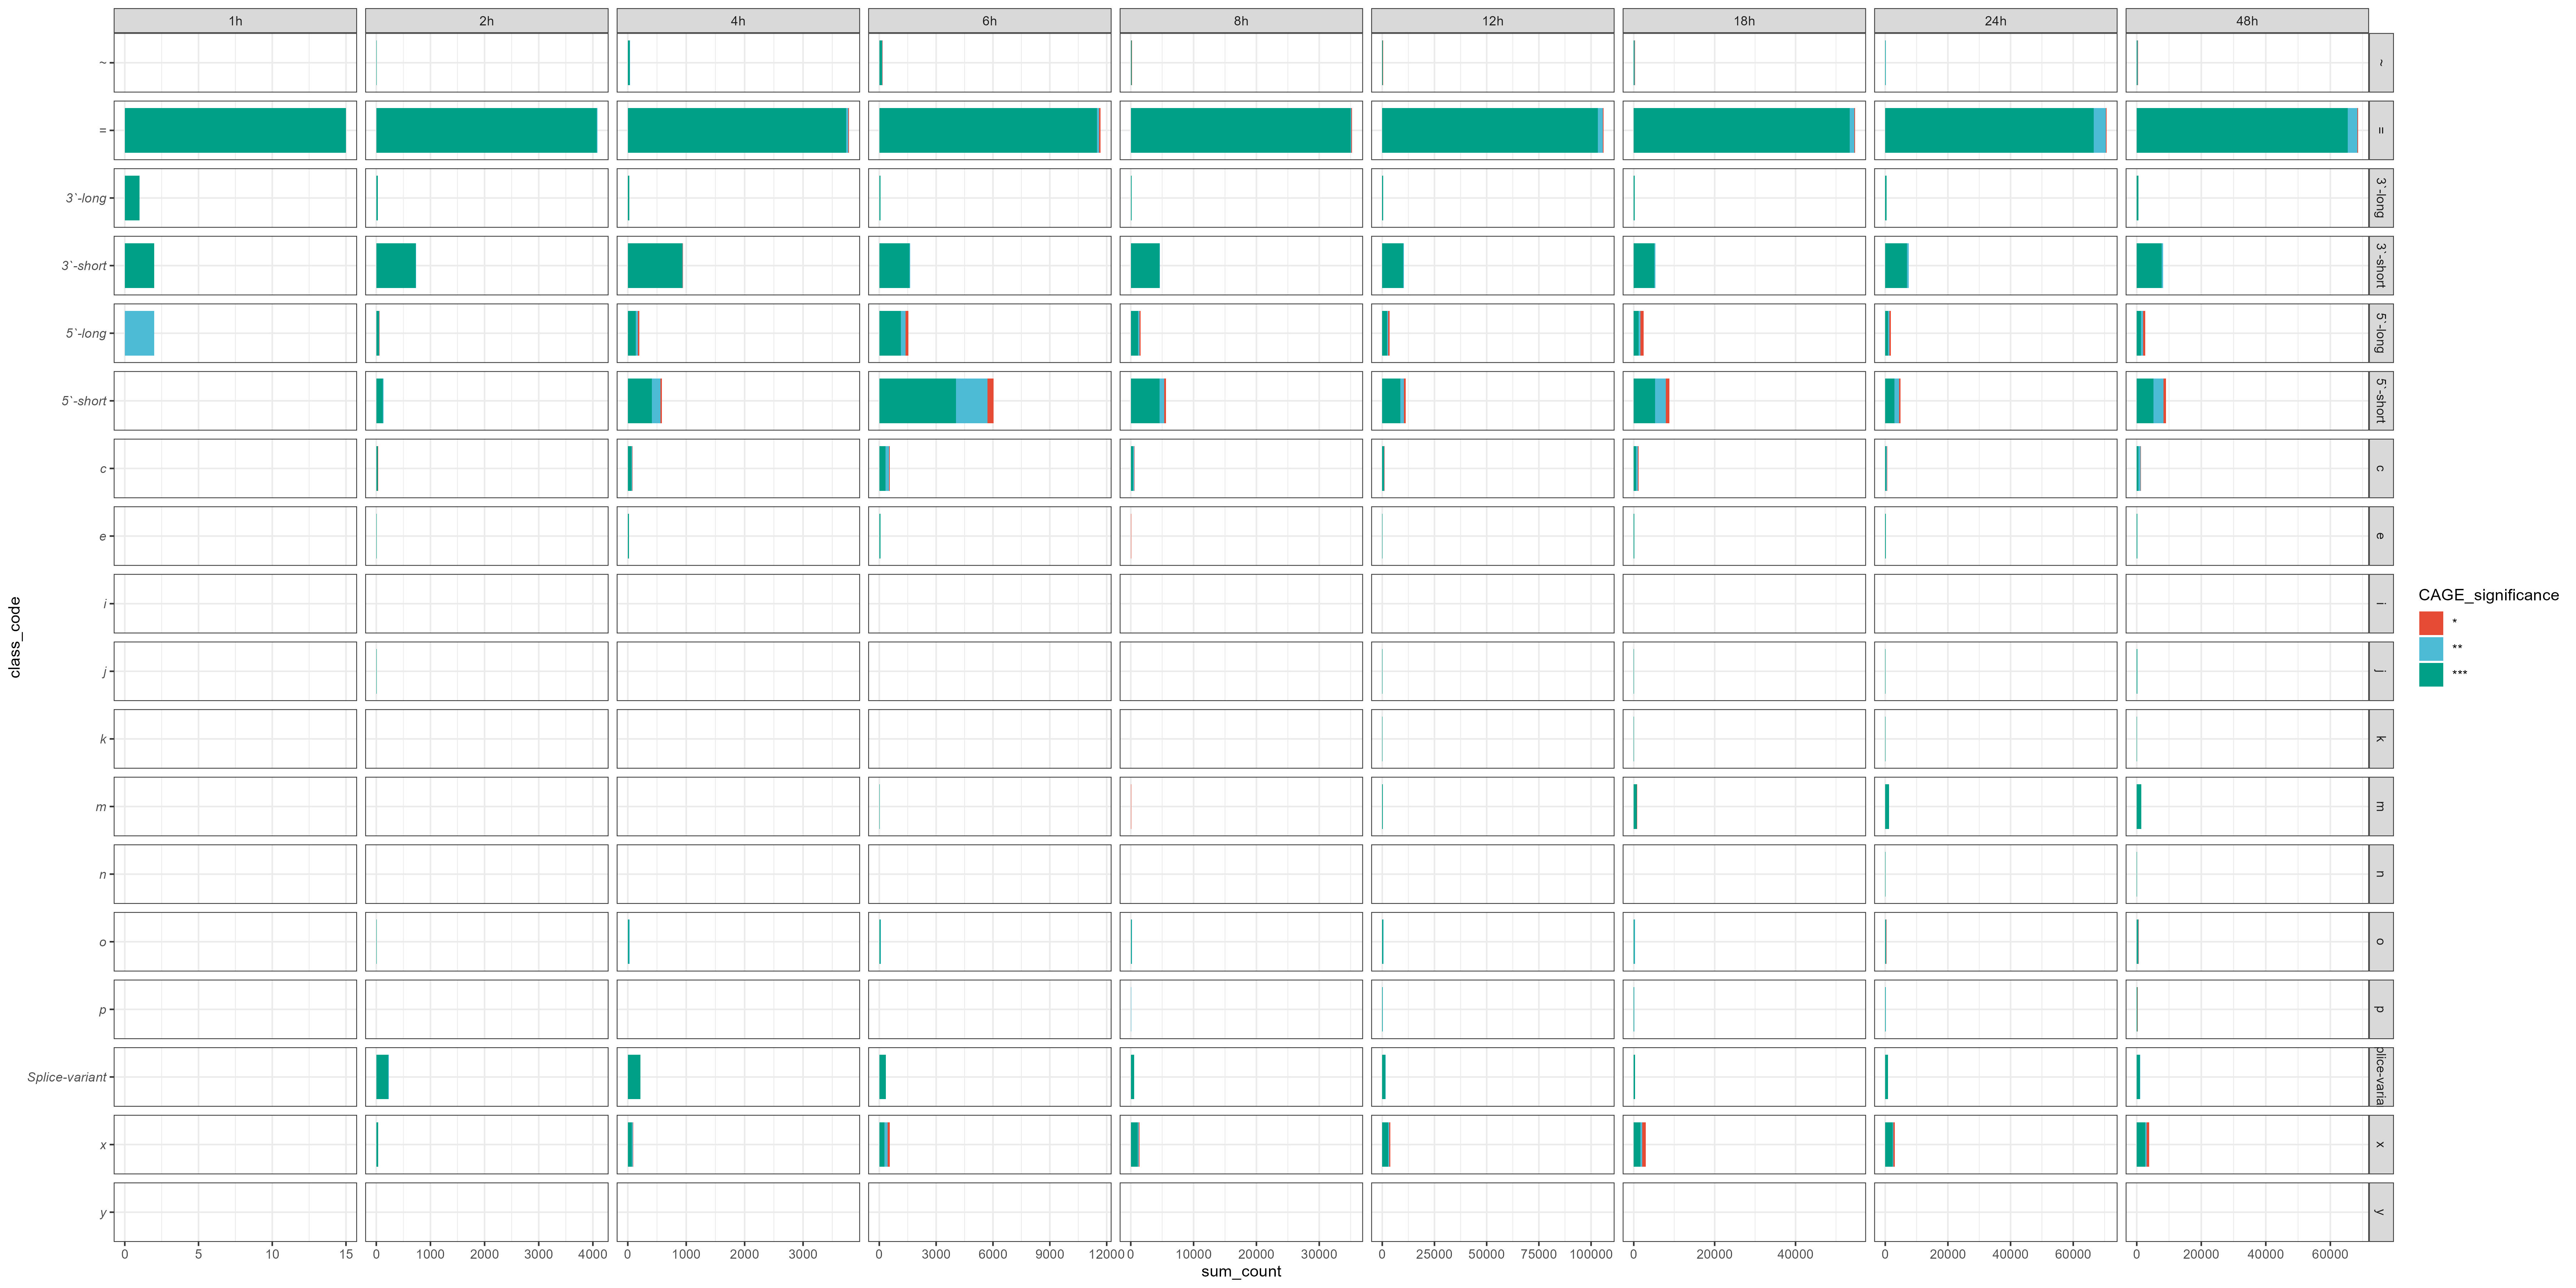 1h 2h 4h 6h 8h 12h 18h 24h 48h
~ ~
= =
3`-long 3`-long
3`-short 3`-short
5`-long 5`-long
5`-short 5`-short
c c
e e
i i
j j
k k
m m
n n
o o
p p
Splice-variant plice-varia
x x
y y
0 5 10 15 0 1000 2000 3000 4000 0 1000 2000 3000 0 3000 6000 9000 12000 0 10000 20000 30000 0 25000 50000 75000 100000 0 20000 40000 0 20000 40000 60000 0 20000 40000 60000
sum_count
class_code
CAGE_significance
*
**
***